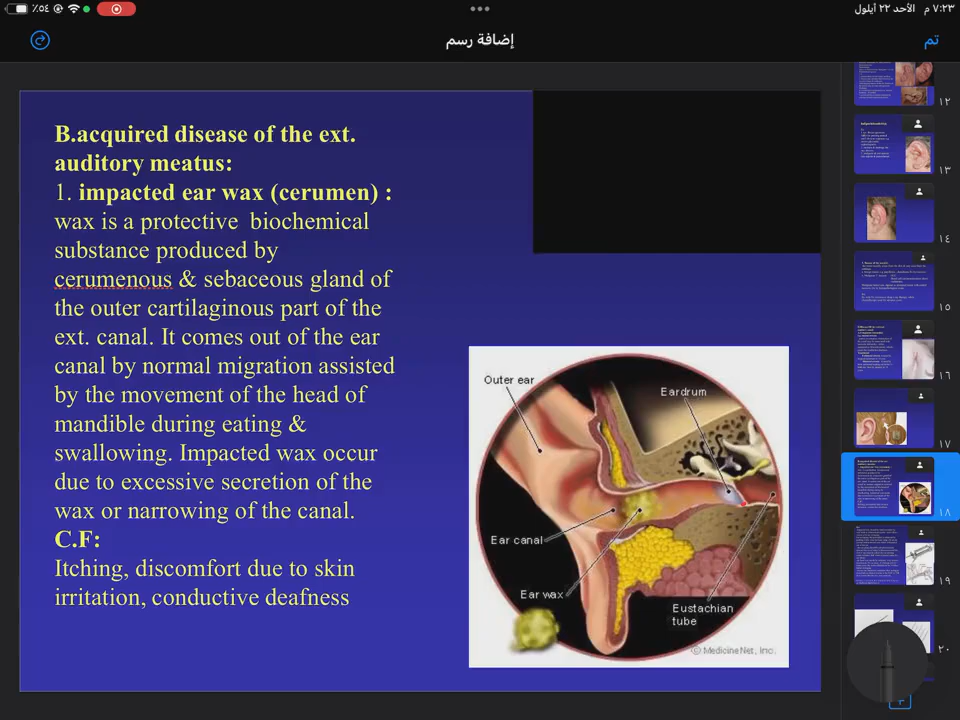 ٧:٢٣ م الأحد ٢٢ أيلول
٪٥٤
تم
إضافة رسم
B.acquired disease of the ext.
auditory meatus:
1. impacted ear wax (cerumen) :
wax is a protective biochemical
substance produced by
cerumenous & sebaceous gland of
the outer cartilaginous part of the
ext. canal. It comes out of the ear
canal by normal migration assisted
by the movement of the head of
mandible during eating &
swallowing. Impacted wax occur
due to excessive secretion of the
wax or narrowing of the canal.
C.F:
Itching, discomfort due to skin
irritation, conductive deafness
Outer ear
Eardrum
Ear canal
Ear wax
Eustachian
tube
© MedicineNet, Inc.
١٢
١٣
١٤
١٥
١٦
١٧
١٨
١٩
٢٠